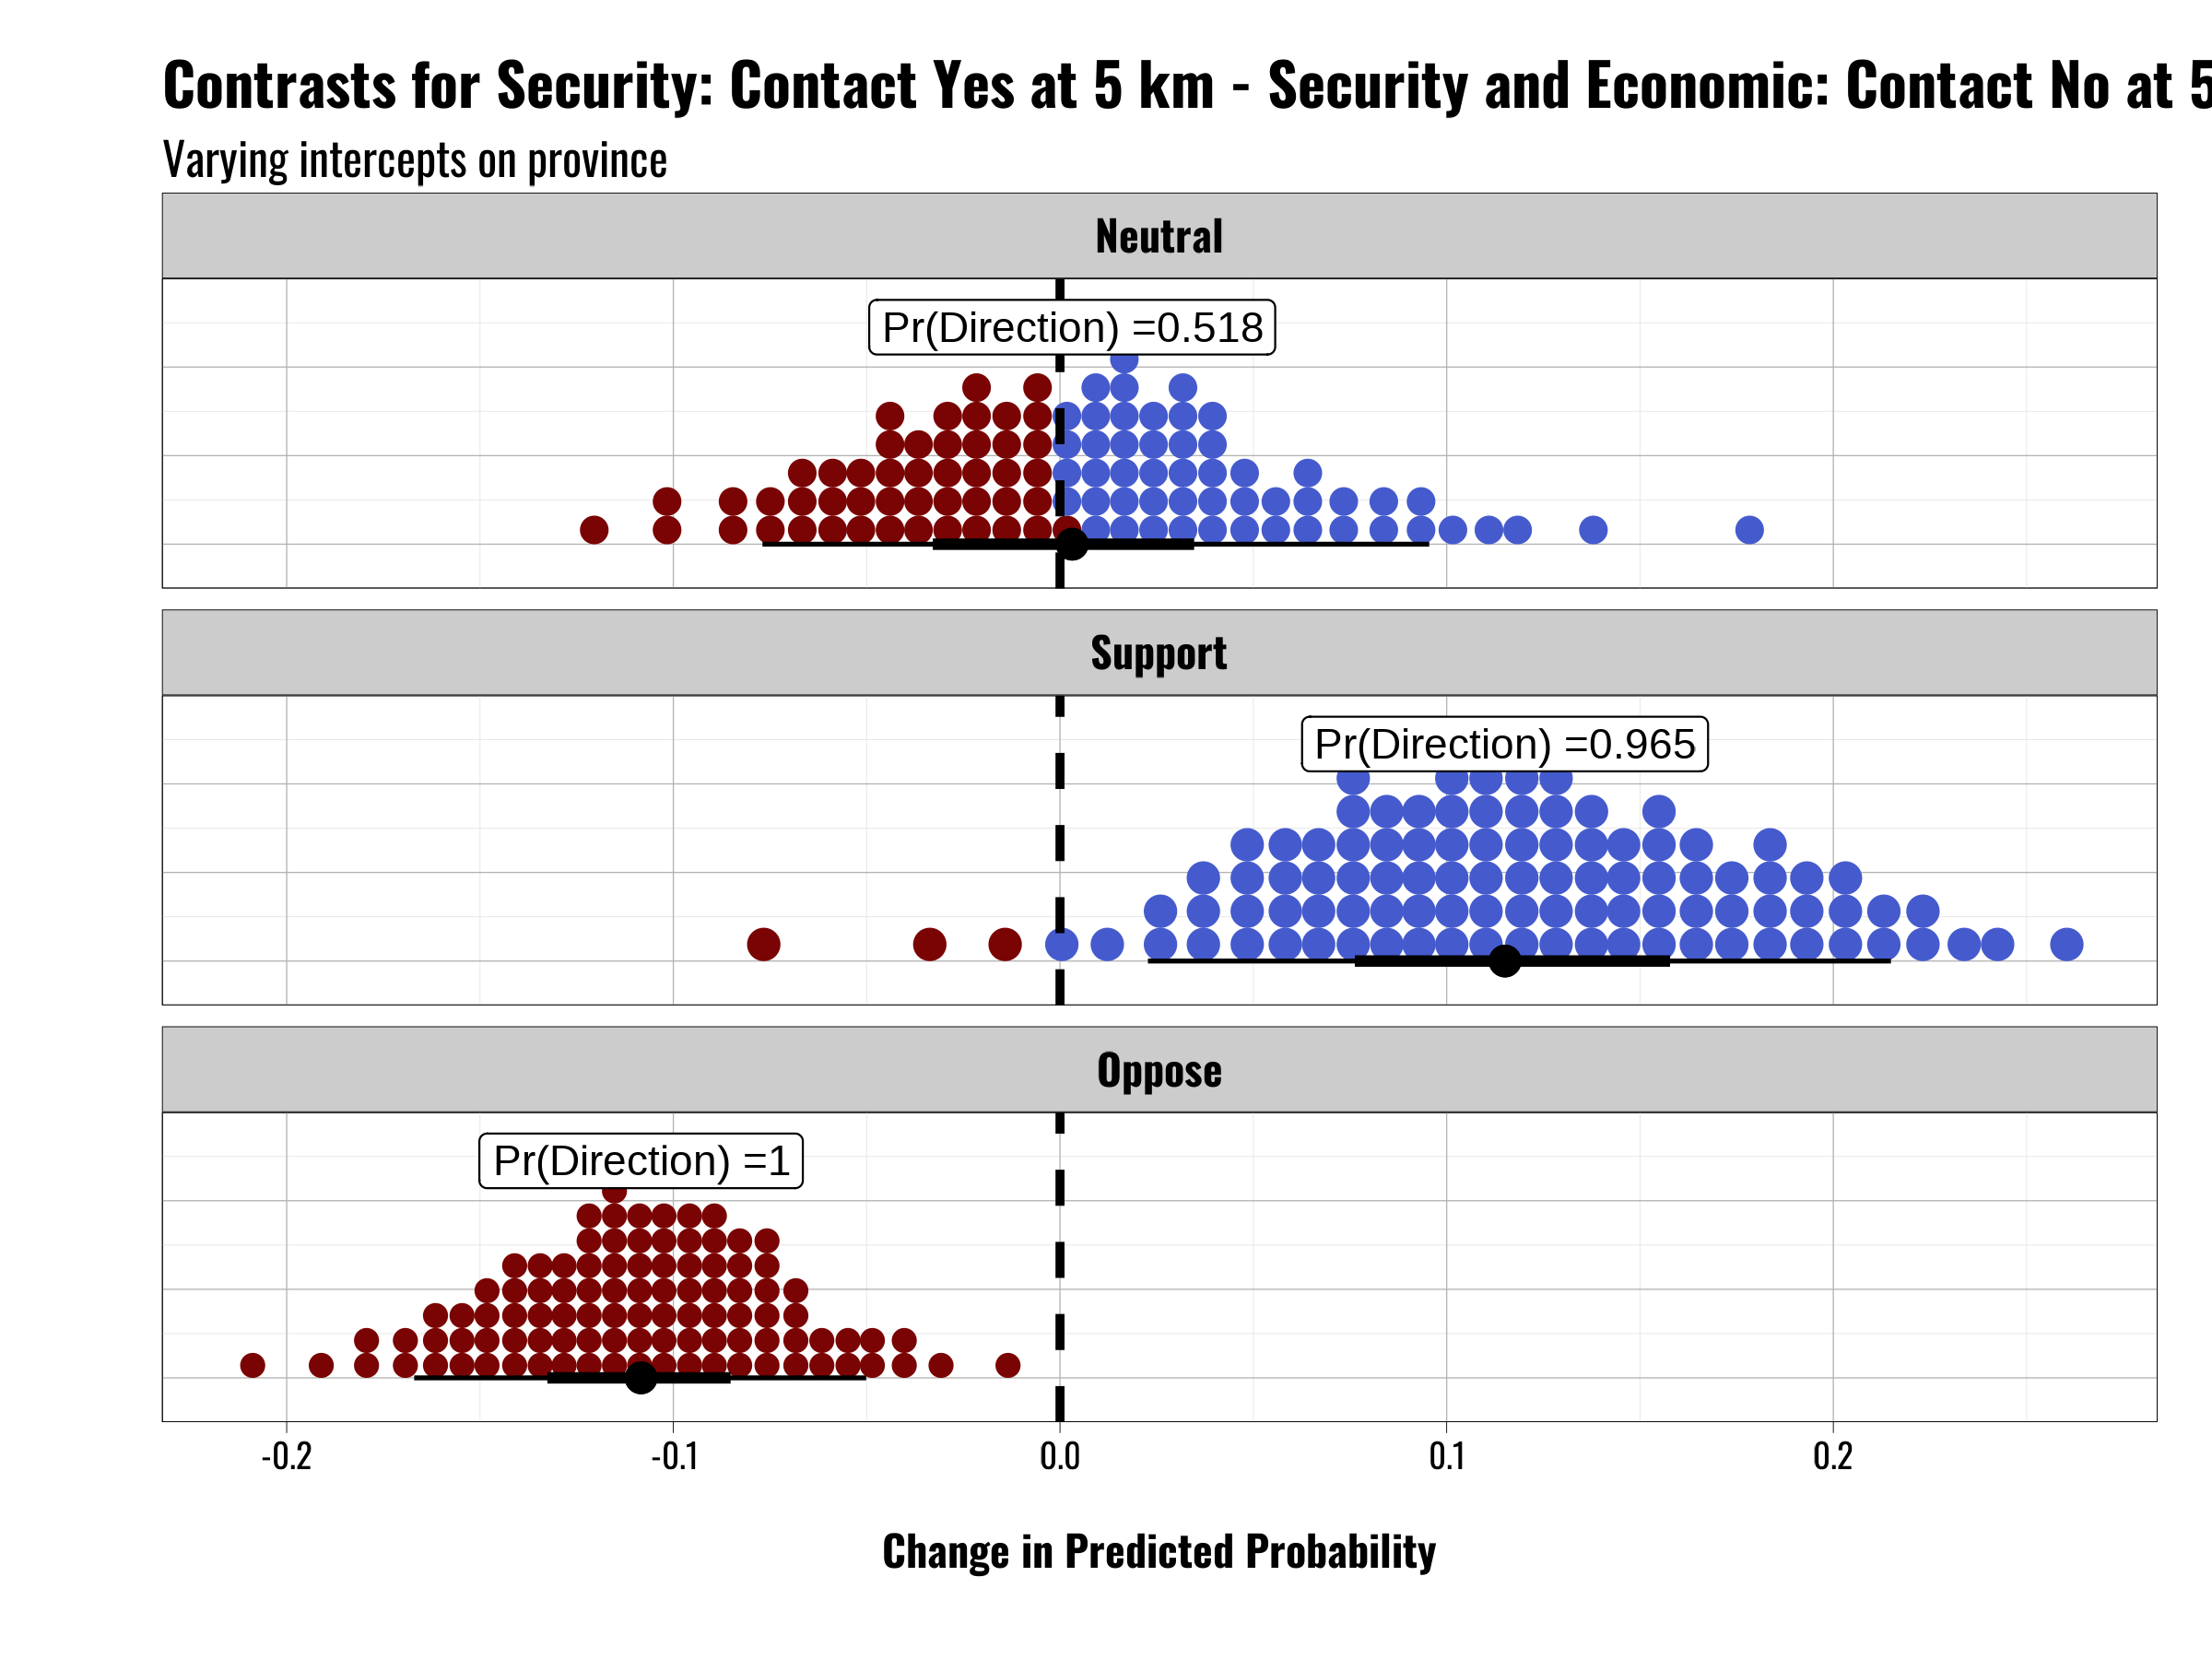 Contrasts for Security: Contact Yes at 5 km - Security and Economic: Contact No at 5
Varying intercepts on province
Neutral
Pr(Direction) =0.518
Support
Pr(Direction) =0.965
Oppose
Pr(Direction) =1
-0.2 -0.1 0.0 0.1 0.2
Change in Predicted Probability